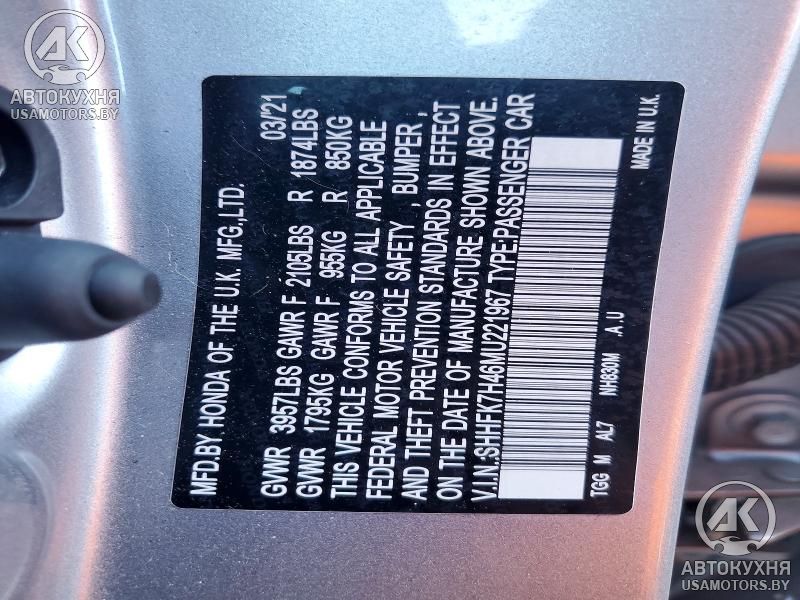 АВТОКУХНЯ
USAMOTORS.BY
MFD.BY HONDA OF THE U.K. MFG.,LTD.
03/'21
GVWR 3957LBS GAWR F 2105LBS R 1874LBS
GVWR 1795KG GAWR F 955KG R 850KG
THIS VEHICLE CONFORMS TO ALL APPLICABLE
FEDERAL MOTOR VEHICLE SAFETY , BUMPER ,
AND THEFT PREVENTION STANDARDS IN EFFECT
ON THE DATE OF MANUFACTURE SHOWN ABOVE.
V.I.N.:SHHFK7H46MU221967 TYPE:PASSENGER CAR
TGG M AL7 NH830M .A.U
MADE IN U.K.
АК
АВТОКУХНЯ
USAMOTORS.BY